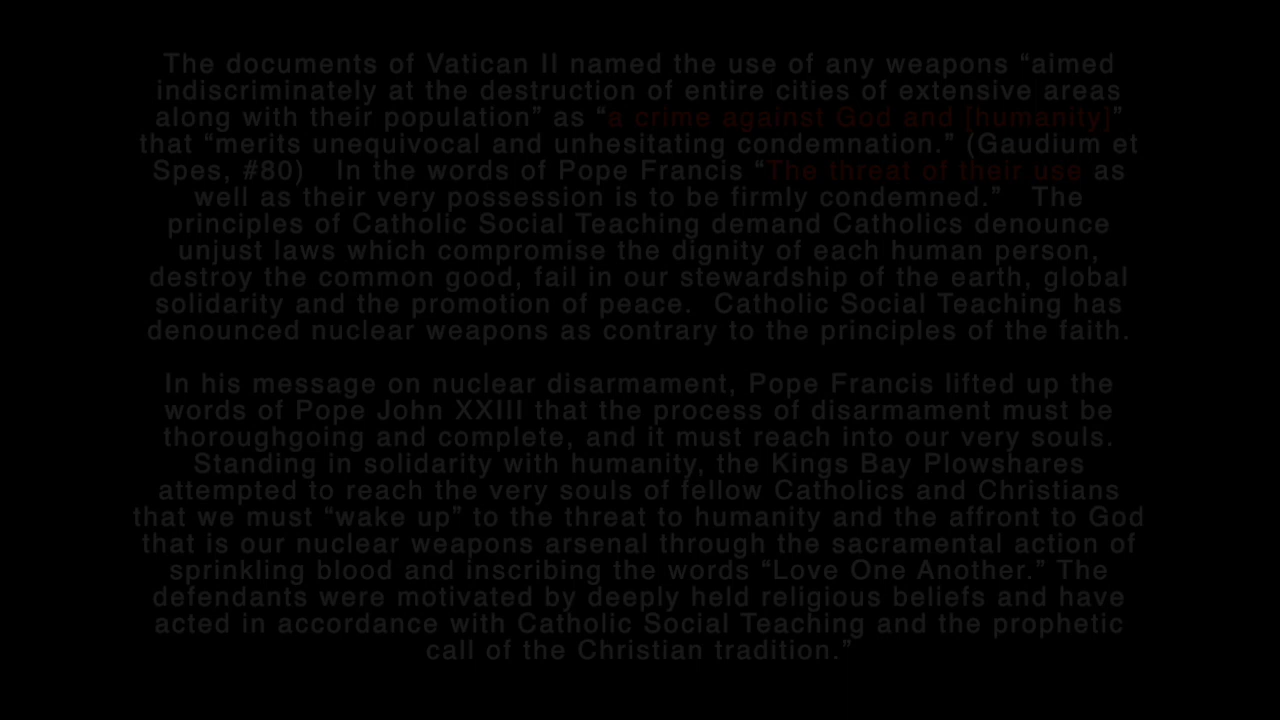 The documents of Vatican II named the use of any weapons “aimed
indiscriminately at the destruction of entire cities of extensive areas
along with their population” as “a crime against God and [humanity]”
that “merits unequivocal and unhesitating condemnation.” (Gaudium et
Spes, #80)   In the words of Pope Francis “The threat of their use as
well as their very possession is to be firmly condemned.”   The
principles of Catholic Social Teaching demand Catholics denounce
unjust laws which compromise the dignity of each human person,
destroy the common good, fail in our stewardship of the earth, global
solidarity and the promotion of peace.  Catholic Social Teaching has
denounced nuclear weapons as contrary to the principles of the faith.
In his message on nuclear disarmament, Pope Francis lifted up the
words of Pope John XXIII that the process of disarmament must be
thoroughgoing and complete, and it must reach into our very souls.
Standing in solidarity with humanity, the Kings Bay Plowshares
attempted to reach the very souls of fellow Catholics and Christians
that we must “wake up” to the threat to humanity and the affront to God
that is our nuclear weapons arsenal through the sacramental action of
sprinkling blood and inscribing the words “Love One Another.” The
defendants were motivated by deeply held religious beliefs and have
acted in accordance with Catholic Social Teaching and the prophetic
call of the Christian tradition.”